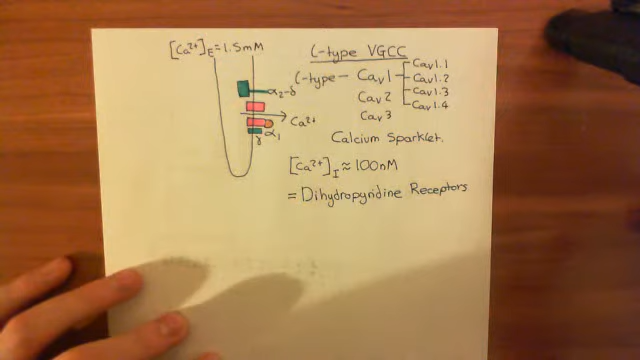 [Ca²⁺]E = 1.5mM
L-type VGCC
L-type — Cav1
Cav1.1
Cav1.2
Cav1.3
Cav1.4
Cav2
Cav3
α₂-δ
Ca²⁺
α₁
γ
Calcium Sparklet.
[Ca²⁺]I ≈ 100nM
= Dihydropyridine Receptors